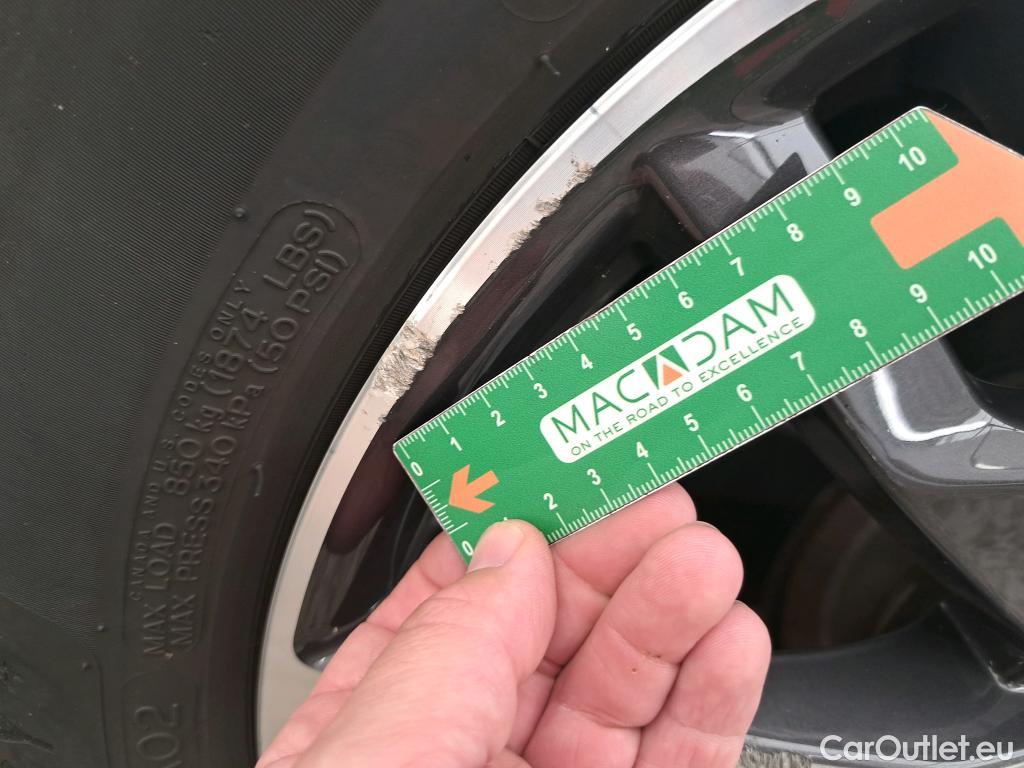 CANADA AND U.S. CODES ONLY
MAX LOAD 850 kg (1874 LBS)
MAX PRESS 340 kPa (50 PSI)
0 1 2 3 4 5 6 7 8 9 10
MACADAM
ON THE ROAD TO EXCELLENCE
0 2 3 4 5 6 7 8 9 10
CarOutlet.eu